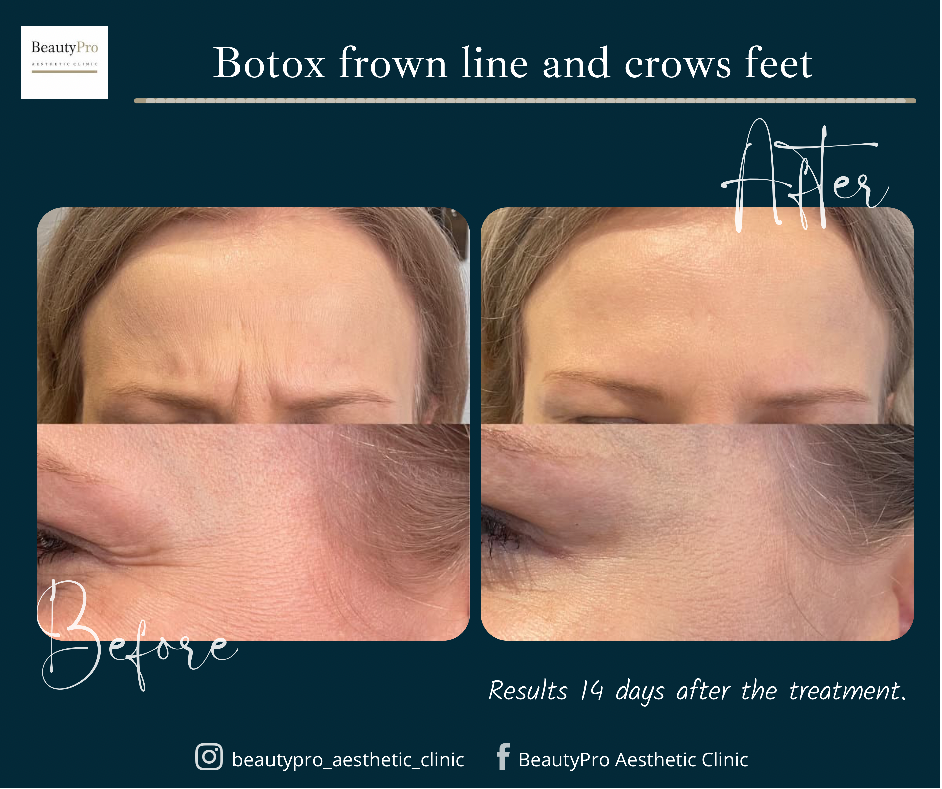 BeautyPro
AESTHETIC CLINIC
Botox frown line and crows feet
After
Before
Results 14 days after the treatment.
beautypro_aesthetic_clinic
BeautyPro Aesthetic Clinic